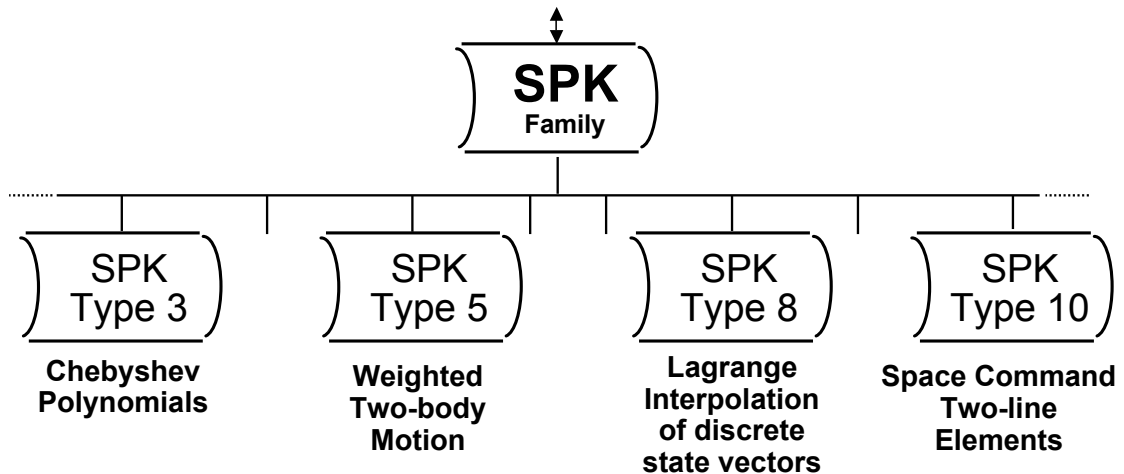 SPK
Family
SPK
Type 3
SPK
Type 5
SPK
Type 8
SPK
Type 10
Chebyshev
Polynomials
Weighted
Two-body
Motion
Lagrange
Interpolation
of discrete
state vectors
Space Command
Two-line
Elements